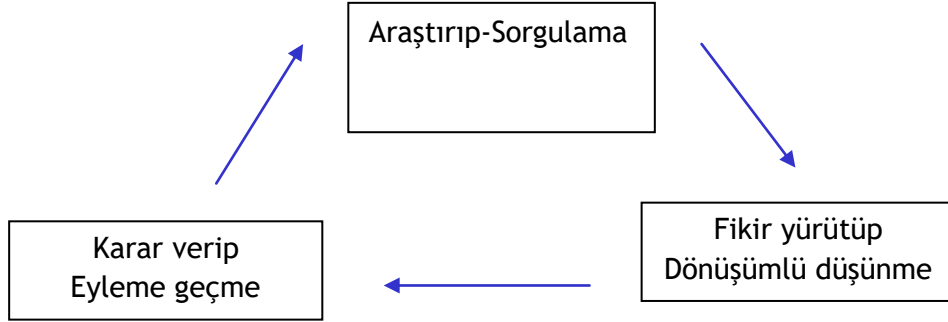 Araştırıp-Sorgulama
Fikir yürütüp
Dönüşümlü düşünme
Karar verip
Eyleme geçme